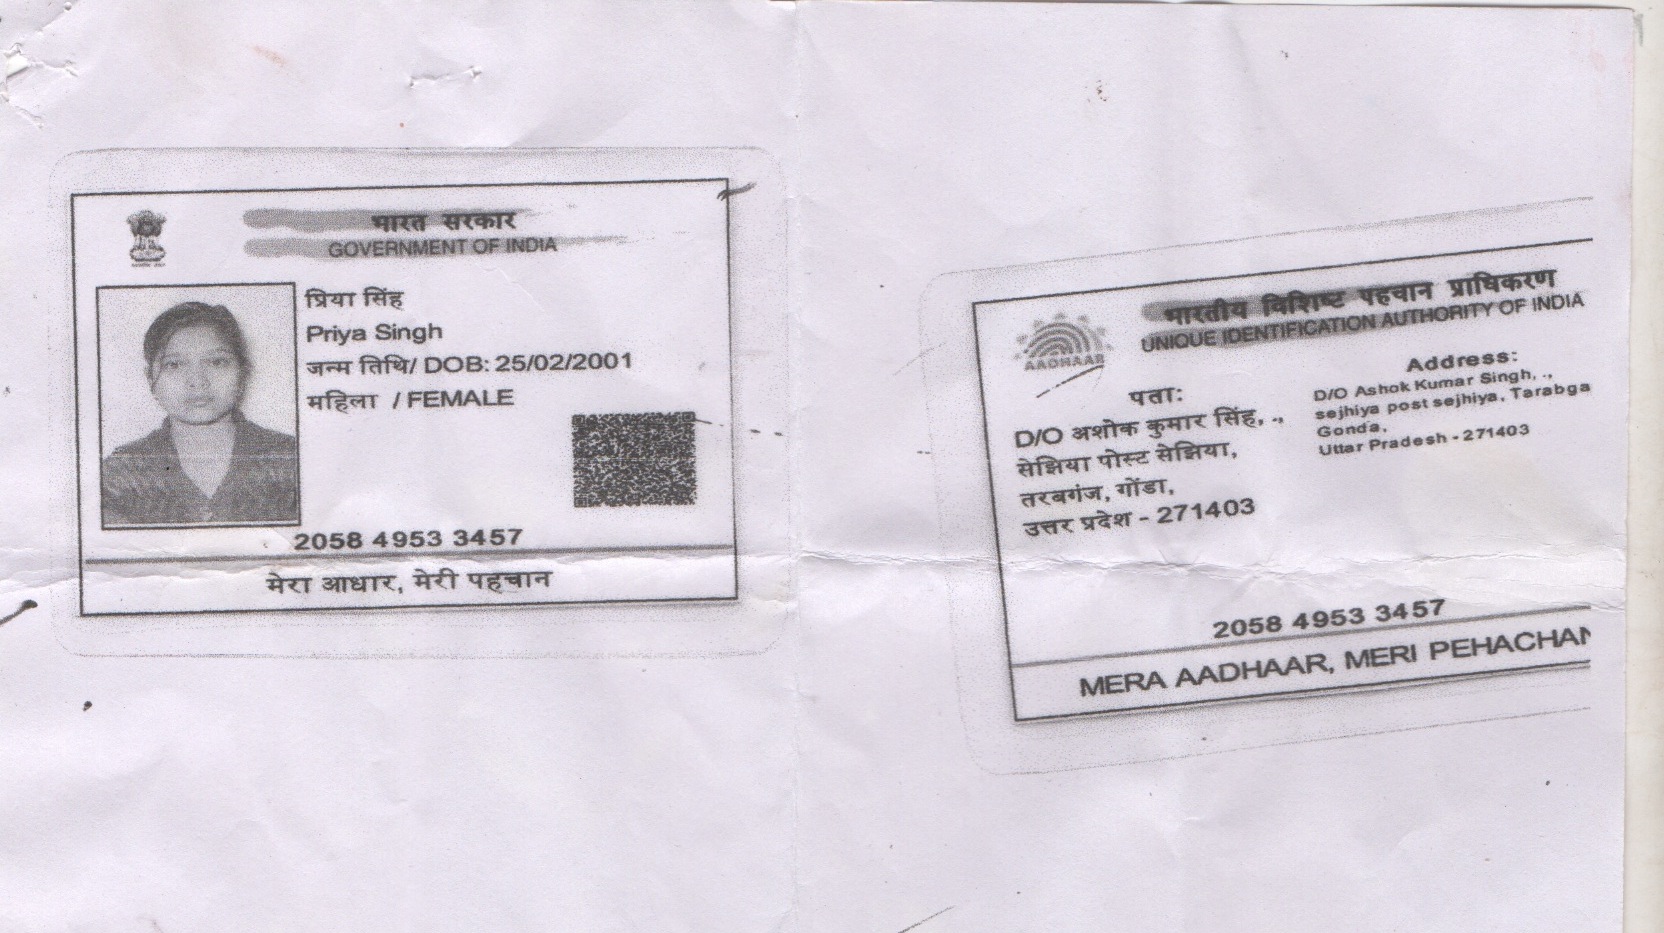 भारत सरकार
GOVERNMENT OF INDIA
प्रिया सिंह
Priya Singh
जन्म तिथि/ DOB: 25/02/2001
महिला / FEMALE
2058 4953 3457
मेरा आधार, मेरी पहचान
भारतीय विशिष्ट पहचान प्राधिकरण
UNIQUE IDENTIFICATION AUTHORITY OF INDIA
AADHAAR
पता:
D/O अशोक कुमार सिंह, .,
सेझिया पोस्ट सेझिया,
तरबगंज, गोंडा,
उत्तर प्रदेश - 271403
Address:
D/O Ashok Kumar Singh, .,
sejhiya post sejhiya, Tarabga
Gonda,
Uttar Pradesh - 271403
2058 4953 3457
MERA AADHAAR, MERI PEHACHAN